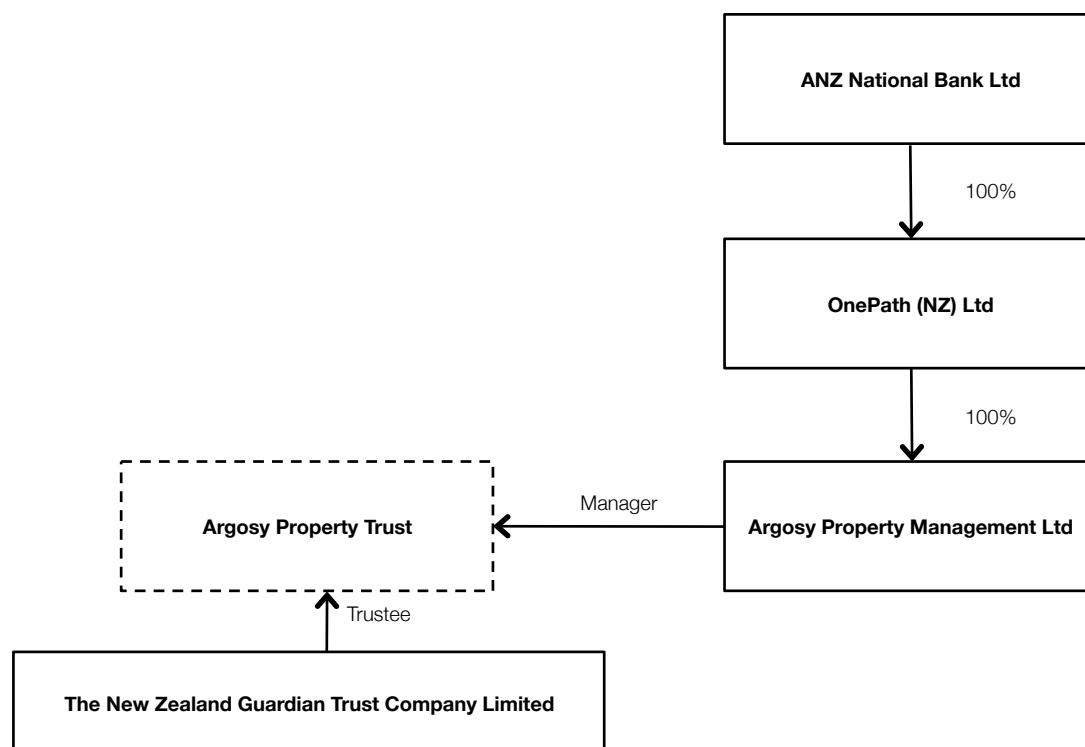 ANZ National Bank Ltd
100%
OnePath (NZ) Ltd
100%
Argosy Property Trust
Manager
Argosy Property Management Ltd
Trustee
The New Zealand Guardian Trust Company Limited